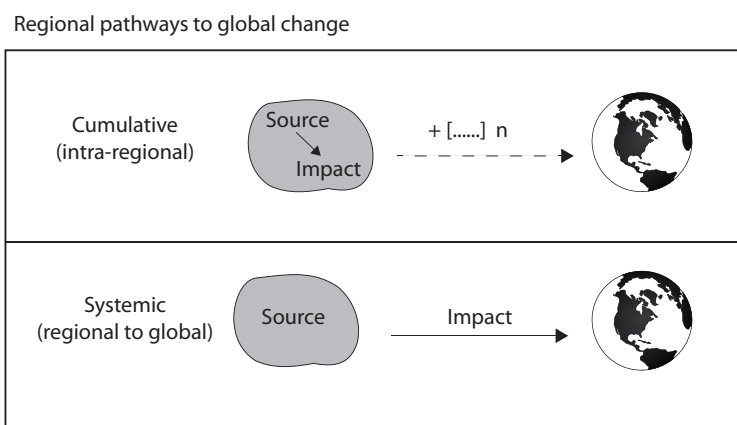 Regional pathways to global change
Cumulative
(intra-regional)
Source
Impact
+ [......] n
Systemic
(regional to global)
Source
Impact